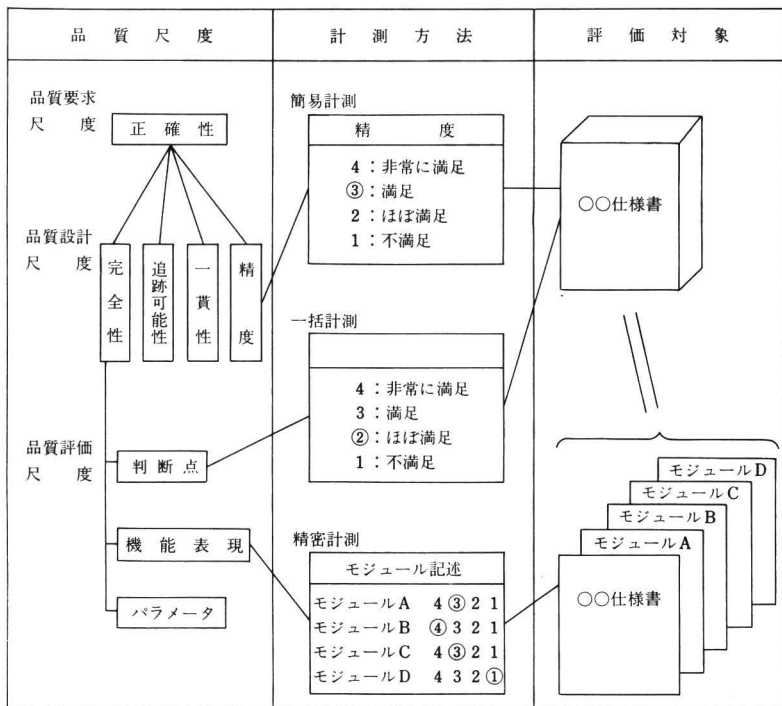 品質尺度
計測方法
評価対象
品質要求
尺度
正確性
品質設計
尺度
完全性
追跡可能性
一貫性
精度
品質評価
尺度
判断点
機能表現
パラメータ
簡易計測
精度
4：非常に満足
③：満足
2：ほぼ満足
1：不満足
一括計測
4：非常に満足
3：満足
②：ほぼ満足
1：不満足
精密計測
モジュール記述
モジュールA 4 ③ 2 1
モジュールB ④ 3 2 1
モジュールC 4 ③ 2 1
モジュールD 4 3 2 ①
○○仕様書
モジュールD
モジュールC
モジュールB
モジュールA
○○仕様書